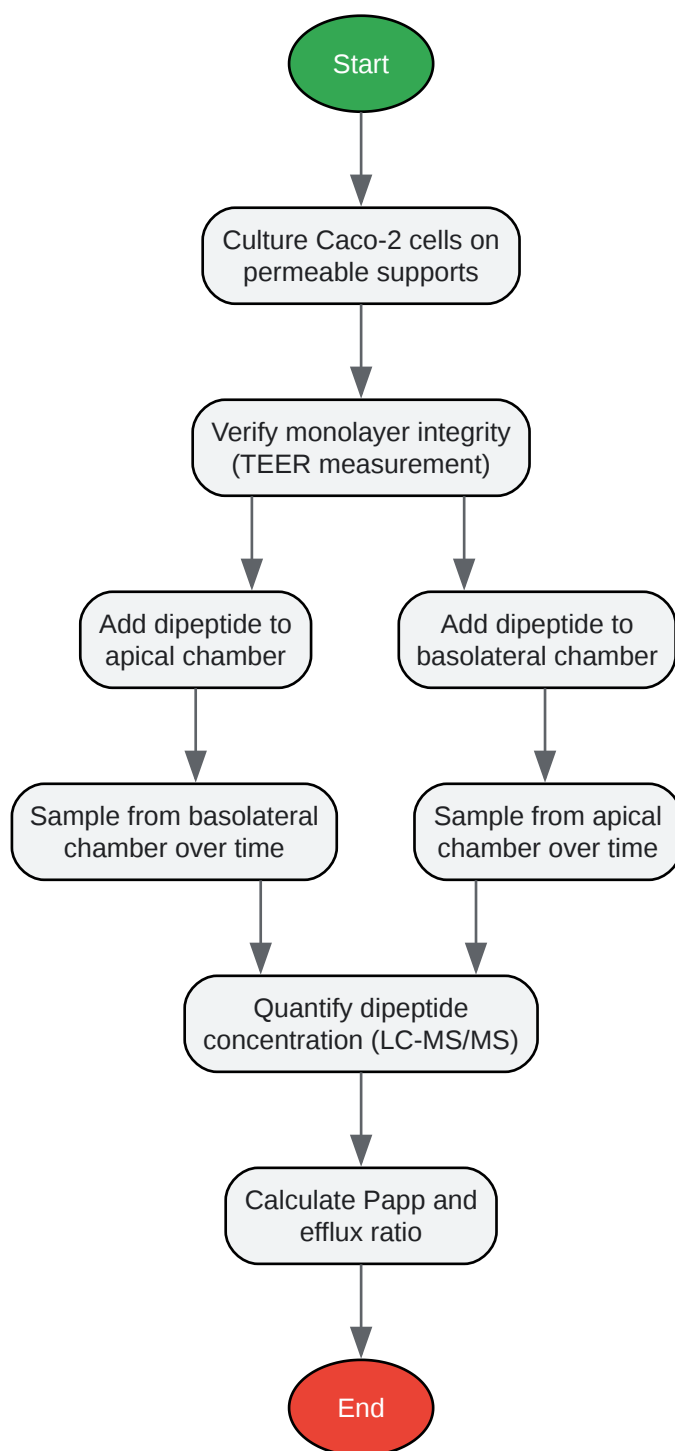 Start
Culture Caco-2 cells on
permeable supports
Verify monolayer integrity
(TEER measurement)
Add dipeptide to
apical chamber
Add dipeptide to
basolateral chamber
Sample from basolateral
chamber over time
Sample from apical
chamber over time
Quantify dipeptide
concentration (LC-MS/MS)
Calculate Papp and
efflux ratio
End